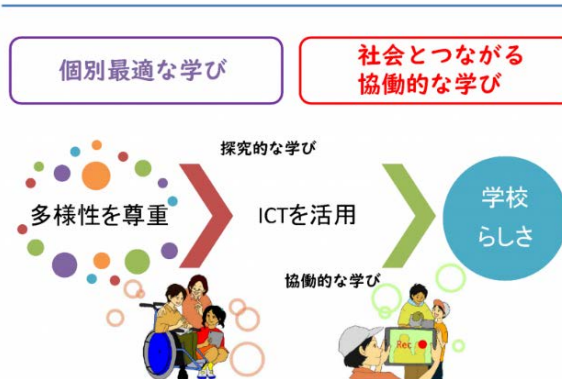 個別最適な学び
社会とつながる
協働的な学び
探究的な学び
多様性を尊重
ICTを活用
学校
らしさ
協働的な学び
Rec